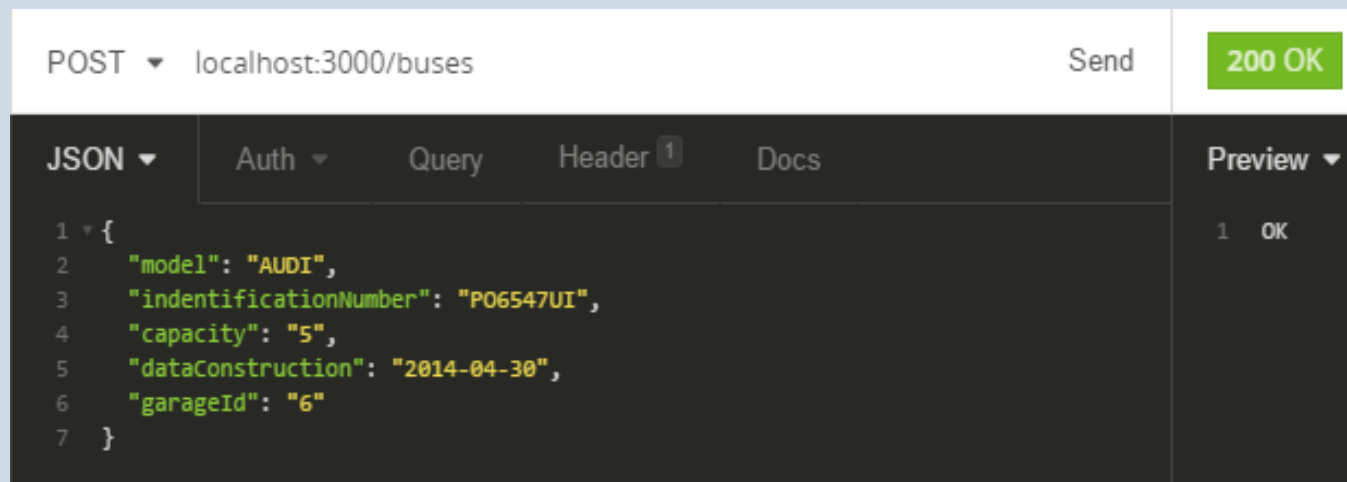 POST localhost:3000/buses Send 200 OK
JSON Auth Query Header 1 Docs Preview
1 { 1 OK
2 "model": "AUDI",
3 "indentificationNumber": "PO6547UI",
4 "capacity": "5",
5 "dataConstruction": "2014-04-30",
6 "garageId": "6"
7 }